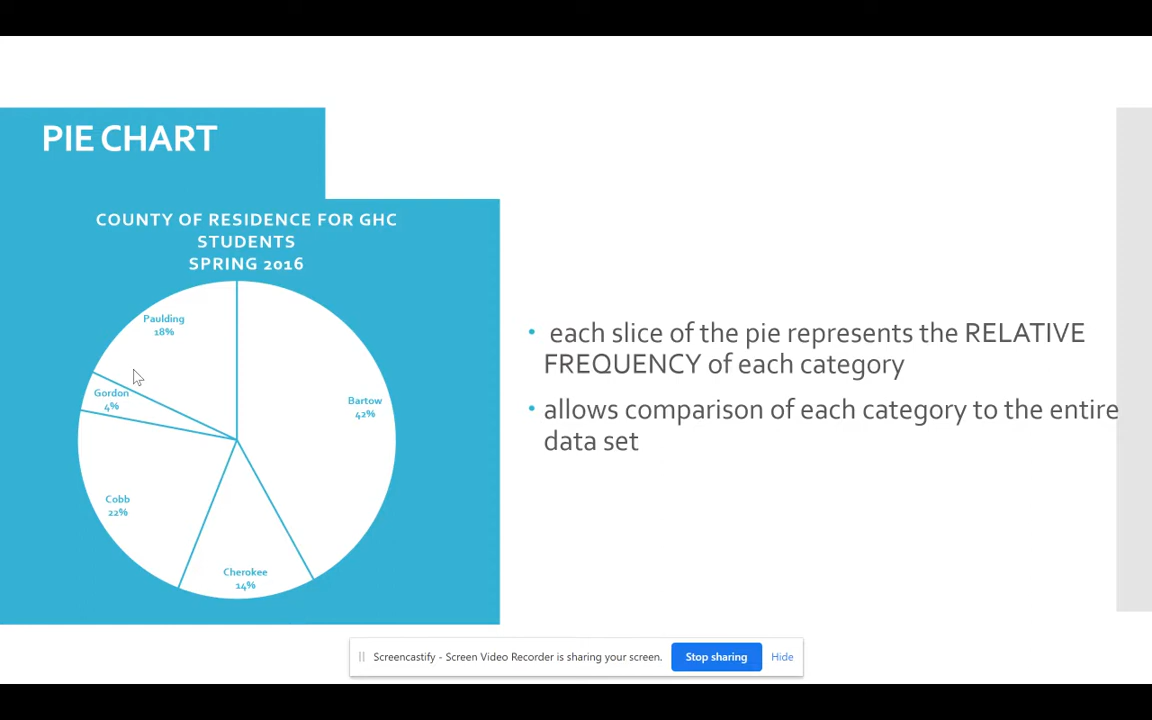 PIE CHART
COUNTY OF RESIDENCE FOR GHC
STUDENTS
SPRING 2016
Paulding
18%
Gordon
4%
Bartow
42%
Cobb
22%
Cherokee
14%
• each slice of the pie represents the RELATIVE
FREQUENCY of each category
• allows comparison of each category to the entire
data set
Screencastify - Screen Video Recorder is sharing your screen. Stop sharing Hide